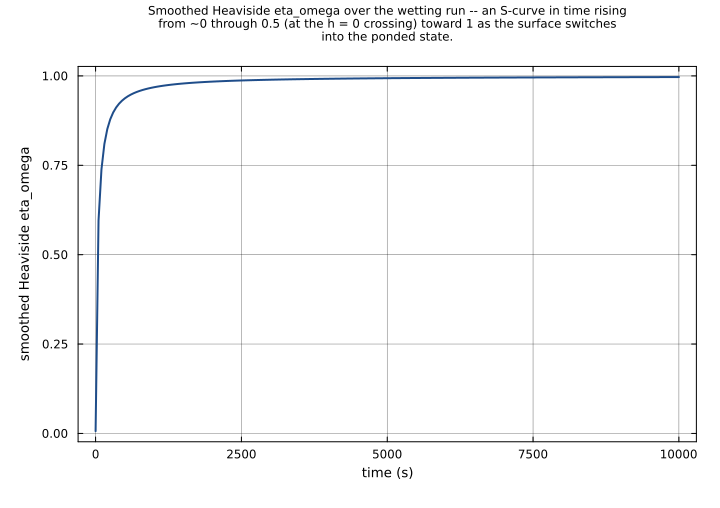 Smoothed Heaviside eta_omega over the wetting run -- an S-curve in time rising
from ~0 through 0.5 (at the h = 0 crossing) toward 1 as the surface switches
into the ponded state.
1.00
0.75
0.50
0.25
0.00
smoothed Heaviside eta_omega
0 2500 5000 7500 10000
time (s)